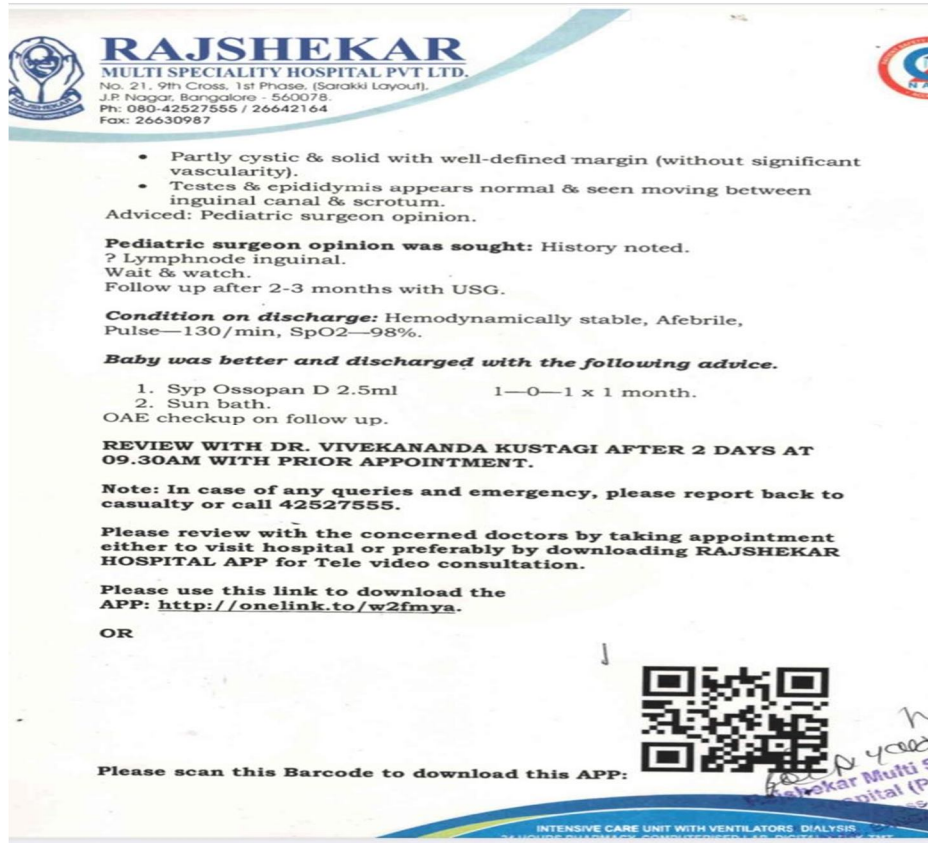 RAJSHEKAR
MULTI SPECIALITY HOSPITAL PVT LTD.
No. 21, 9th Cross, 1st Phase, (Sarakki Layout),
J.P. Nagar, Bangalore - 560078.
Ph: 080-42527555 / 26642164
Fax: 26630987
RAJSHEKAR
• Partly cystic & solid with well-defined margin (without significant
vascularity).
• Testes & epididymis appears normal & seen moving between
inguinal canal & scrotum.
Adviced: Pediatric surgeon opinion.
Pediatric surgeon opinion was sought: History noted.
? Lymphnode inguinal.
Wait & watch.
Follow up after 2-3 months with USG.
Condition on discharge: Hemodynamically stable, Afebrile,
Pulse—130/min, SpO2—98%.
Baby was better and discharged with the following advice.
1. Syp Ossopan D 2.5ml 1—0—1 x 1 month.
2. Sun bath.
OAE checkup on follow up.
REVIEW WITH DR. VIVEKANANDA KUSTAGI AFTER 2 DAYS AT
09.30AM WITH PRIOR APPOINTMENT.
Note: In case of any queries and emergency, please report back to
casualty or call 42527555.
Please review with the concerned doctors by taking appointment
either to visit hospital or preferably by downloading RAJSHEKAR
HOSPITAL APP for Tele video consultation.
Please use this link to download the
APP: http://onelink.to/w2fmya.
OR
Please scan this Barcode to download this APP:
INTENSIVE CARE UNIT WITH VENTILATORS, DIALYSIS